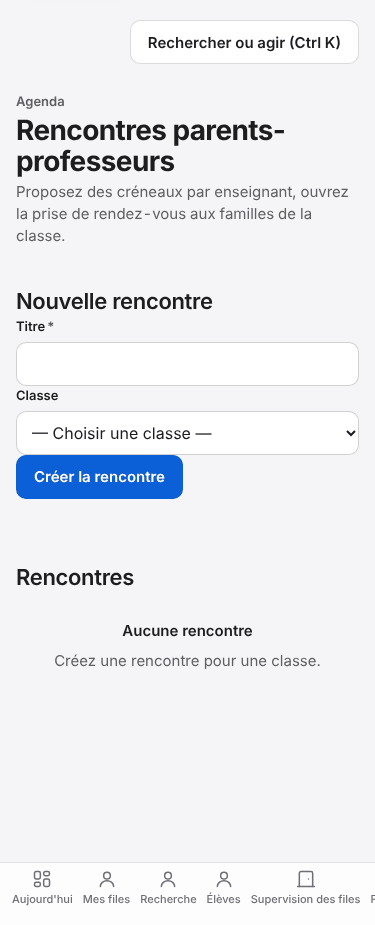 Rechercher ou agir (Ctrl K)
Agenda
Rencontres parents-
professeurs
Proposez des créneaux par enseignant, ouvrez
la prise de rendez-vous aux familles de la
classe.
Nouvelle rencontre
Titre *
Classe
— Choisir une classe —
Créer la rencontre
Rencontres
Aucune rencontre
Créez une rencontre pour une classe.
Aujourd'hui Mes files Recherche Élèves Supervision des files